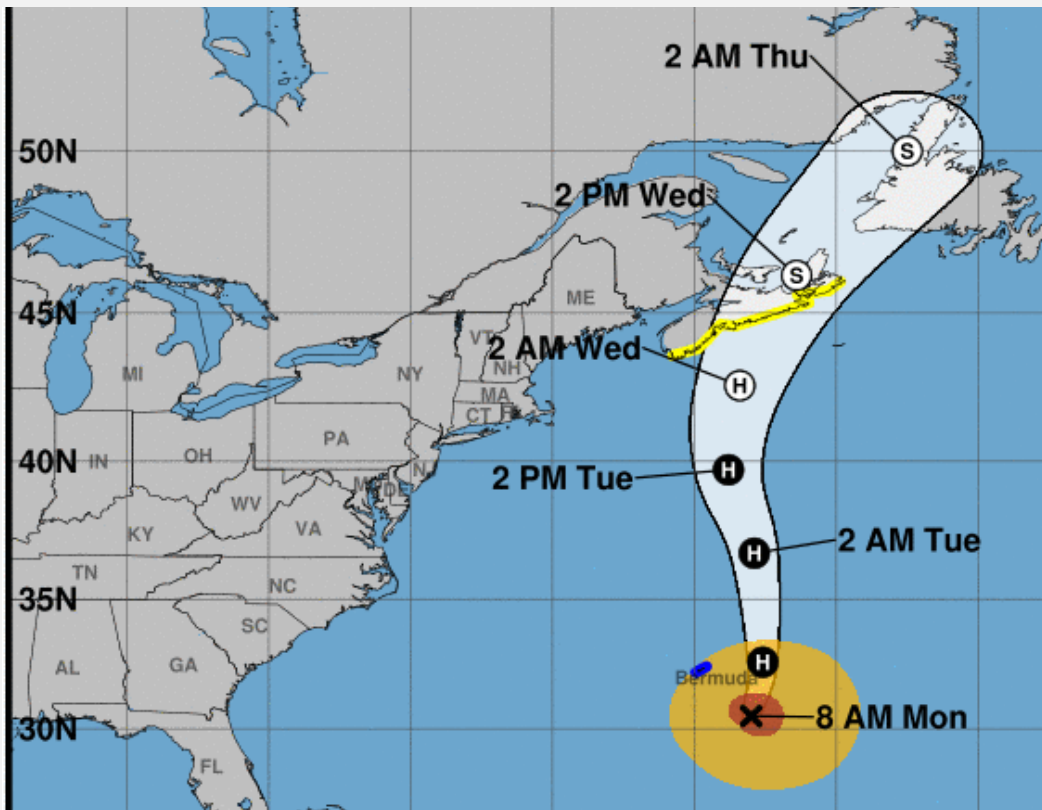 2 AM Thu
S
50N
2 PM Wed
S
45N
ME
VT
2 AM Wed
NH
H
MI
NY
MA
CT
R
PA
40N
IN
OH
NJ
2 PM Tue
H
DE
WV
KY
VA
2 AM Tue
H
TN
NC
35N
SC
AL
GA
H
Bermuda
30N
8 AM Mon
FL